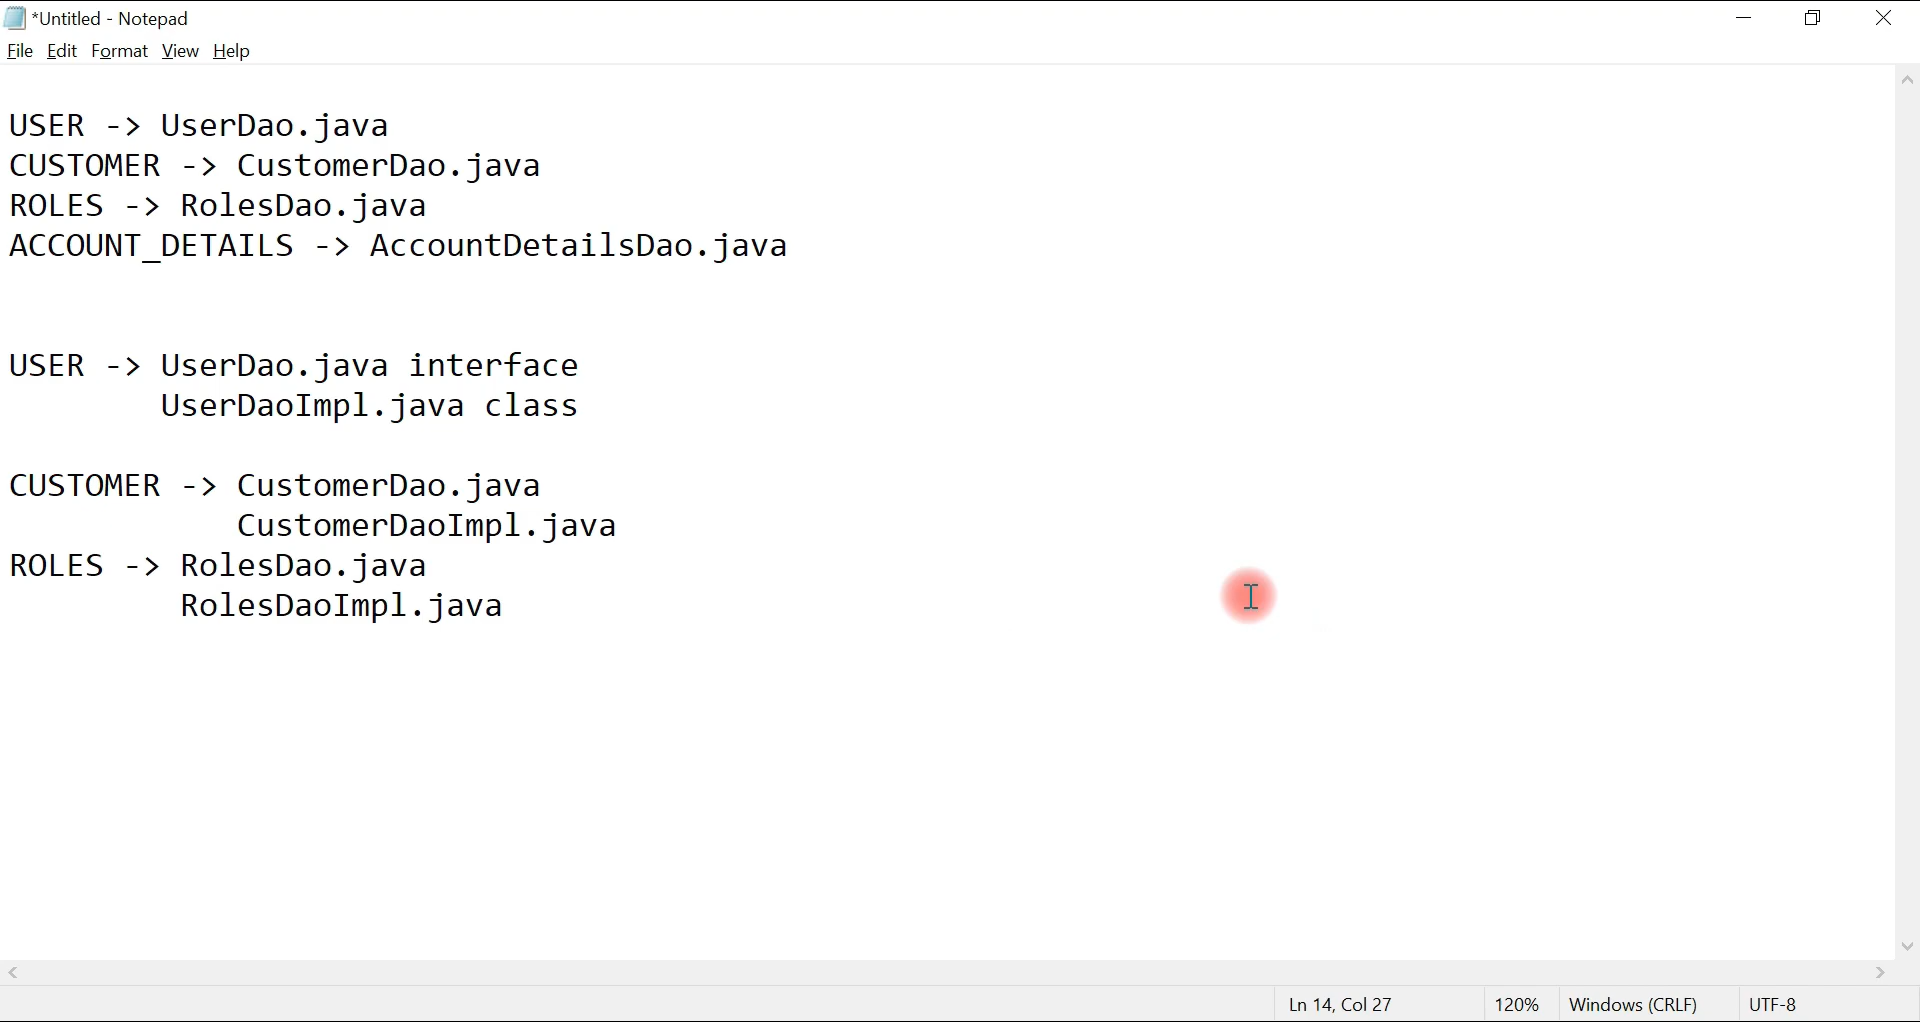 *Untitled - Notepad
File Edit Format View Help
USER -> UserDao.java
CUSTOMER -> CustomerDao.java
ROLES -> RolesDao.java
ACCOUNT_DETAILS -> AccountDetailsDao.java
USER -> UserDao.java interface
UserDaoImpl.java class
CUSTOMER -> CustomerDao.java
CustomerDaoImpl.java
ROLES -> RolesDao.java
RolesDaoImpl.java
Ln 14, Col 27 120% Windows (CRLF) UTF-8